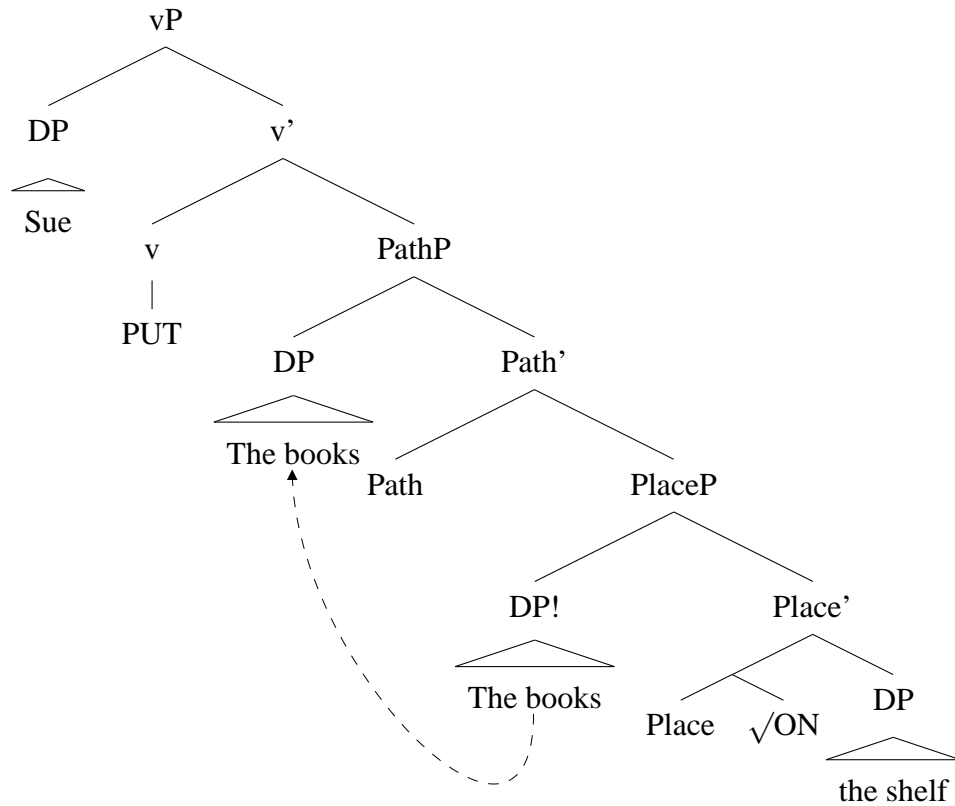 vP
DP v’
Sue
v PathP
PUT
DP Path’
The books
Path PlaceP
DP! Place’
The books
Place √ON DP
the shelf